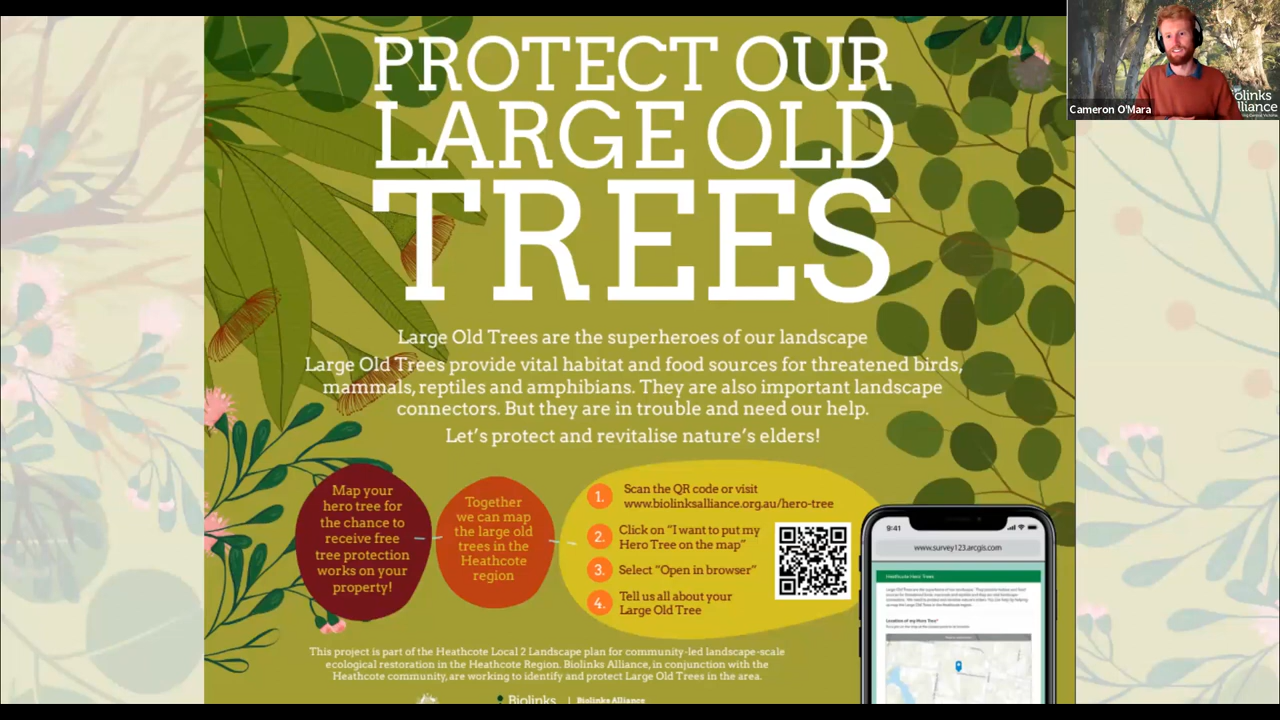 PROTECT OUR
LARGE OLD
TREES
Large Old Trees are the superheroes of our landscape
Large Old Trees provide vital habitat and food sources for threatened birds,
mammals, reptiles and amphibians. They are also important landscape
connectors. But they are in trouble and need our help.
Let's protect and revitalise nature's elders!
Map your
hero tree for
the chance to
receive free
tree protection
works on your
property!
Together
we can map
the large old
trees in the
Heathcote
region
1. Scan the QR code or visit
www.biolinksalliance.org.au/hero-tree
2. Click on “I want to put my
Hero Tree on the map”
3. Select “Open in browser”
4. Tell us all about your
Large Old Tree
9:41
www.survey123.arcgis.com
Heathcote Hero Trees
Location of my Hero Tree*
This project is part of the Heathcote Local 2 Landscape plan for community-led landscape-scale
ecological restoration in the Heathcote Region. Biolinks Alliance, in conjunction with the
Heathcote community, are working to identify and protect Large Old Trees in the area.
Biolinks
Biolinks Alliance
Cameron O'Mara
olinks
lliance